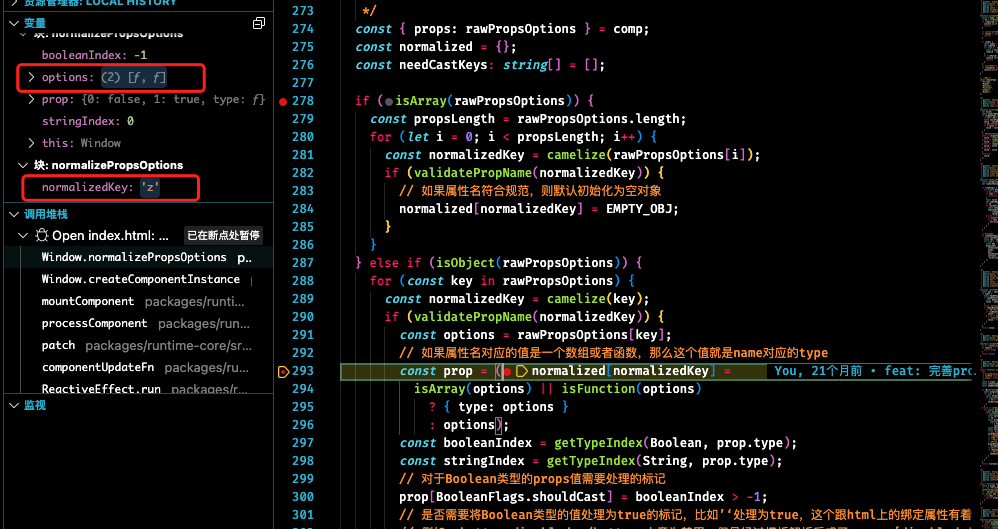 资源管理器: LOCAL HISTORY
变量
块: normalizePropsOptions
booleanIndex: -1
options: (2) [ƒ, ƒ]
prop: {0: false, 1: true, type: ƒ}
stringIndex: 0
this: Window
块: normalizePropsOptions
normalizedKey: 'z'
调用堆栈
Open index.html: ... 已在断点处暂停
Window.normalizePropsOptions p...
Window.createComponentInstance
mountComponent packages/runti...
processComponent packages/run...
patch packages/runtime-core/sr...
componentUpdateFn packages/r...
ReactiveEffect.run packages/re...
监视
273 */
274 const { props: rawPropsOptions } = comp;
275 const normalized = {};
276 const needCastKeys: string[] = [];
277
278 if (isArray(rawPropsOptions)) {
279 const propsLength = rawPropsOptions.length;
280 for (let i = 0; i < propsLength; i++) {
281 const normalizedKey = camelize(rawPropsOptions[i]);
282 if (validatePropName(normalizedKey)) {
283 // 如果属性名符合规范，则默认初始化为空对象
284 normalized[normalizedKey] = EMPTY_OBJ;
285 }
286 }
287 } else if (isObject(rawPropsOptions)) {
288 for (const key in rawPropsOptions) {
289 const normalizedKey = camelize(key);
290 if (validatePropName(normalizedKey)) {
291 const options = rawPropsOptions[key];
292 // 如果属性名对应的值是一个数组或者函数，那么这个值就是name对应的type
293 const prop = (normalized[normalizedKey] = You, 21个月前 • feat: 完善pro
294 isArray(options) || isFunction(options)
295 ? { type: options }
296 : options);
297 const booleanIndex = getTypeIndex(Boolean, prop.type);
298 const stringIndex = getTypeIndex(String, prop.type);
299 // 对于Boolean类型的props值需要处理的标记
300 prop[BooleanFlags.shouldCast] = booleanIndex > -1;
301 // 是否需要将Boolean类型的值处理为true的标记，比如''处理为true，这个跟html上的绑定属性有着